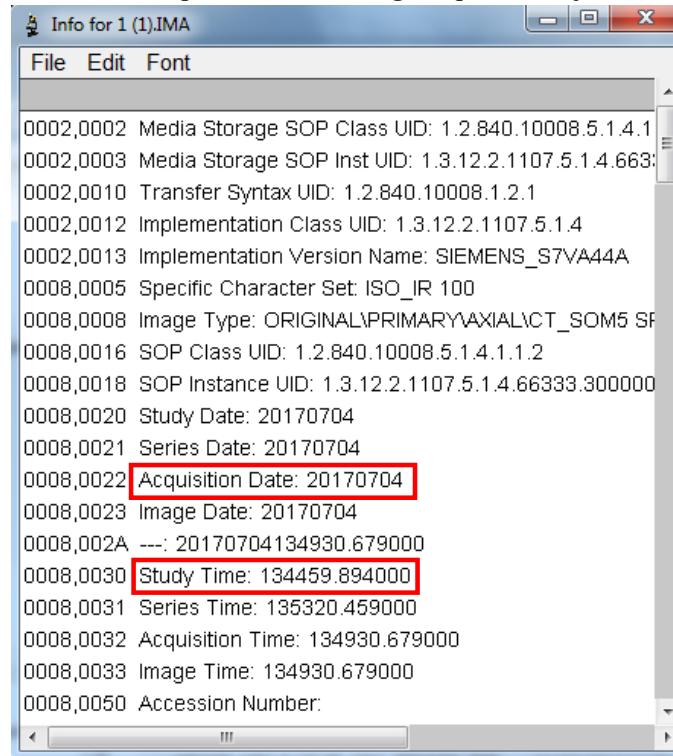 Info for 1 (1).IMA
File Edit Font
0002,0002 Media Storage SOP Class UID: 1.2.840.10008.5.1.4.1
0002,0003 Media Storage SOP Inst UID: 1.3.12.2.1107.5.1.4.663
0002,0010 Transfer Syntax UID: 1.2.840.10008.1.2.1
0002,0012 Implementation Class UID: 1.3.12.2.1107.5.1.4
0002,0013 Implementation Version Name: SIEMENS_S7VA44A
0008,0005 Specific Character Set: ISO_IR 100
0008,0008 Image Type: ORIGINAL\PRIMARY\AXIAL\CT_SOM5 SP
0008,0016 SOP Class UID: 1.2.840.10008.5.1.4.1.1.2
0008,0018 SOP Instance UID: 1.3.12.2.1107.5.1.4.66333.300000
0008,0020 Study Date: 20170704
0008,0021 Series Date: 20170704
0008,0022 Acquisition Date: 20170704
0008,0023 Image Date: 20170704
0008,002A ---: 20170704134930.679000
0008,0030 Study Time: 134459.894000
0008,0031 Series Time: 135320.459000
0008,0032 Acquisition Time: 134930.679000
0008,0033 Image Time: 134930.679000
0008,0050 Accession Number: